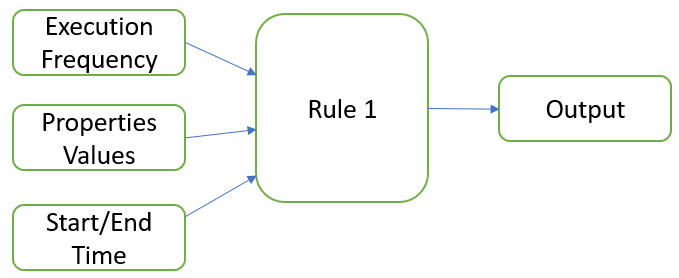 Execution
Frequency
Properties
Values
Start/End
Time
Rule 1
Output